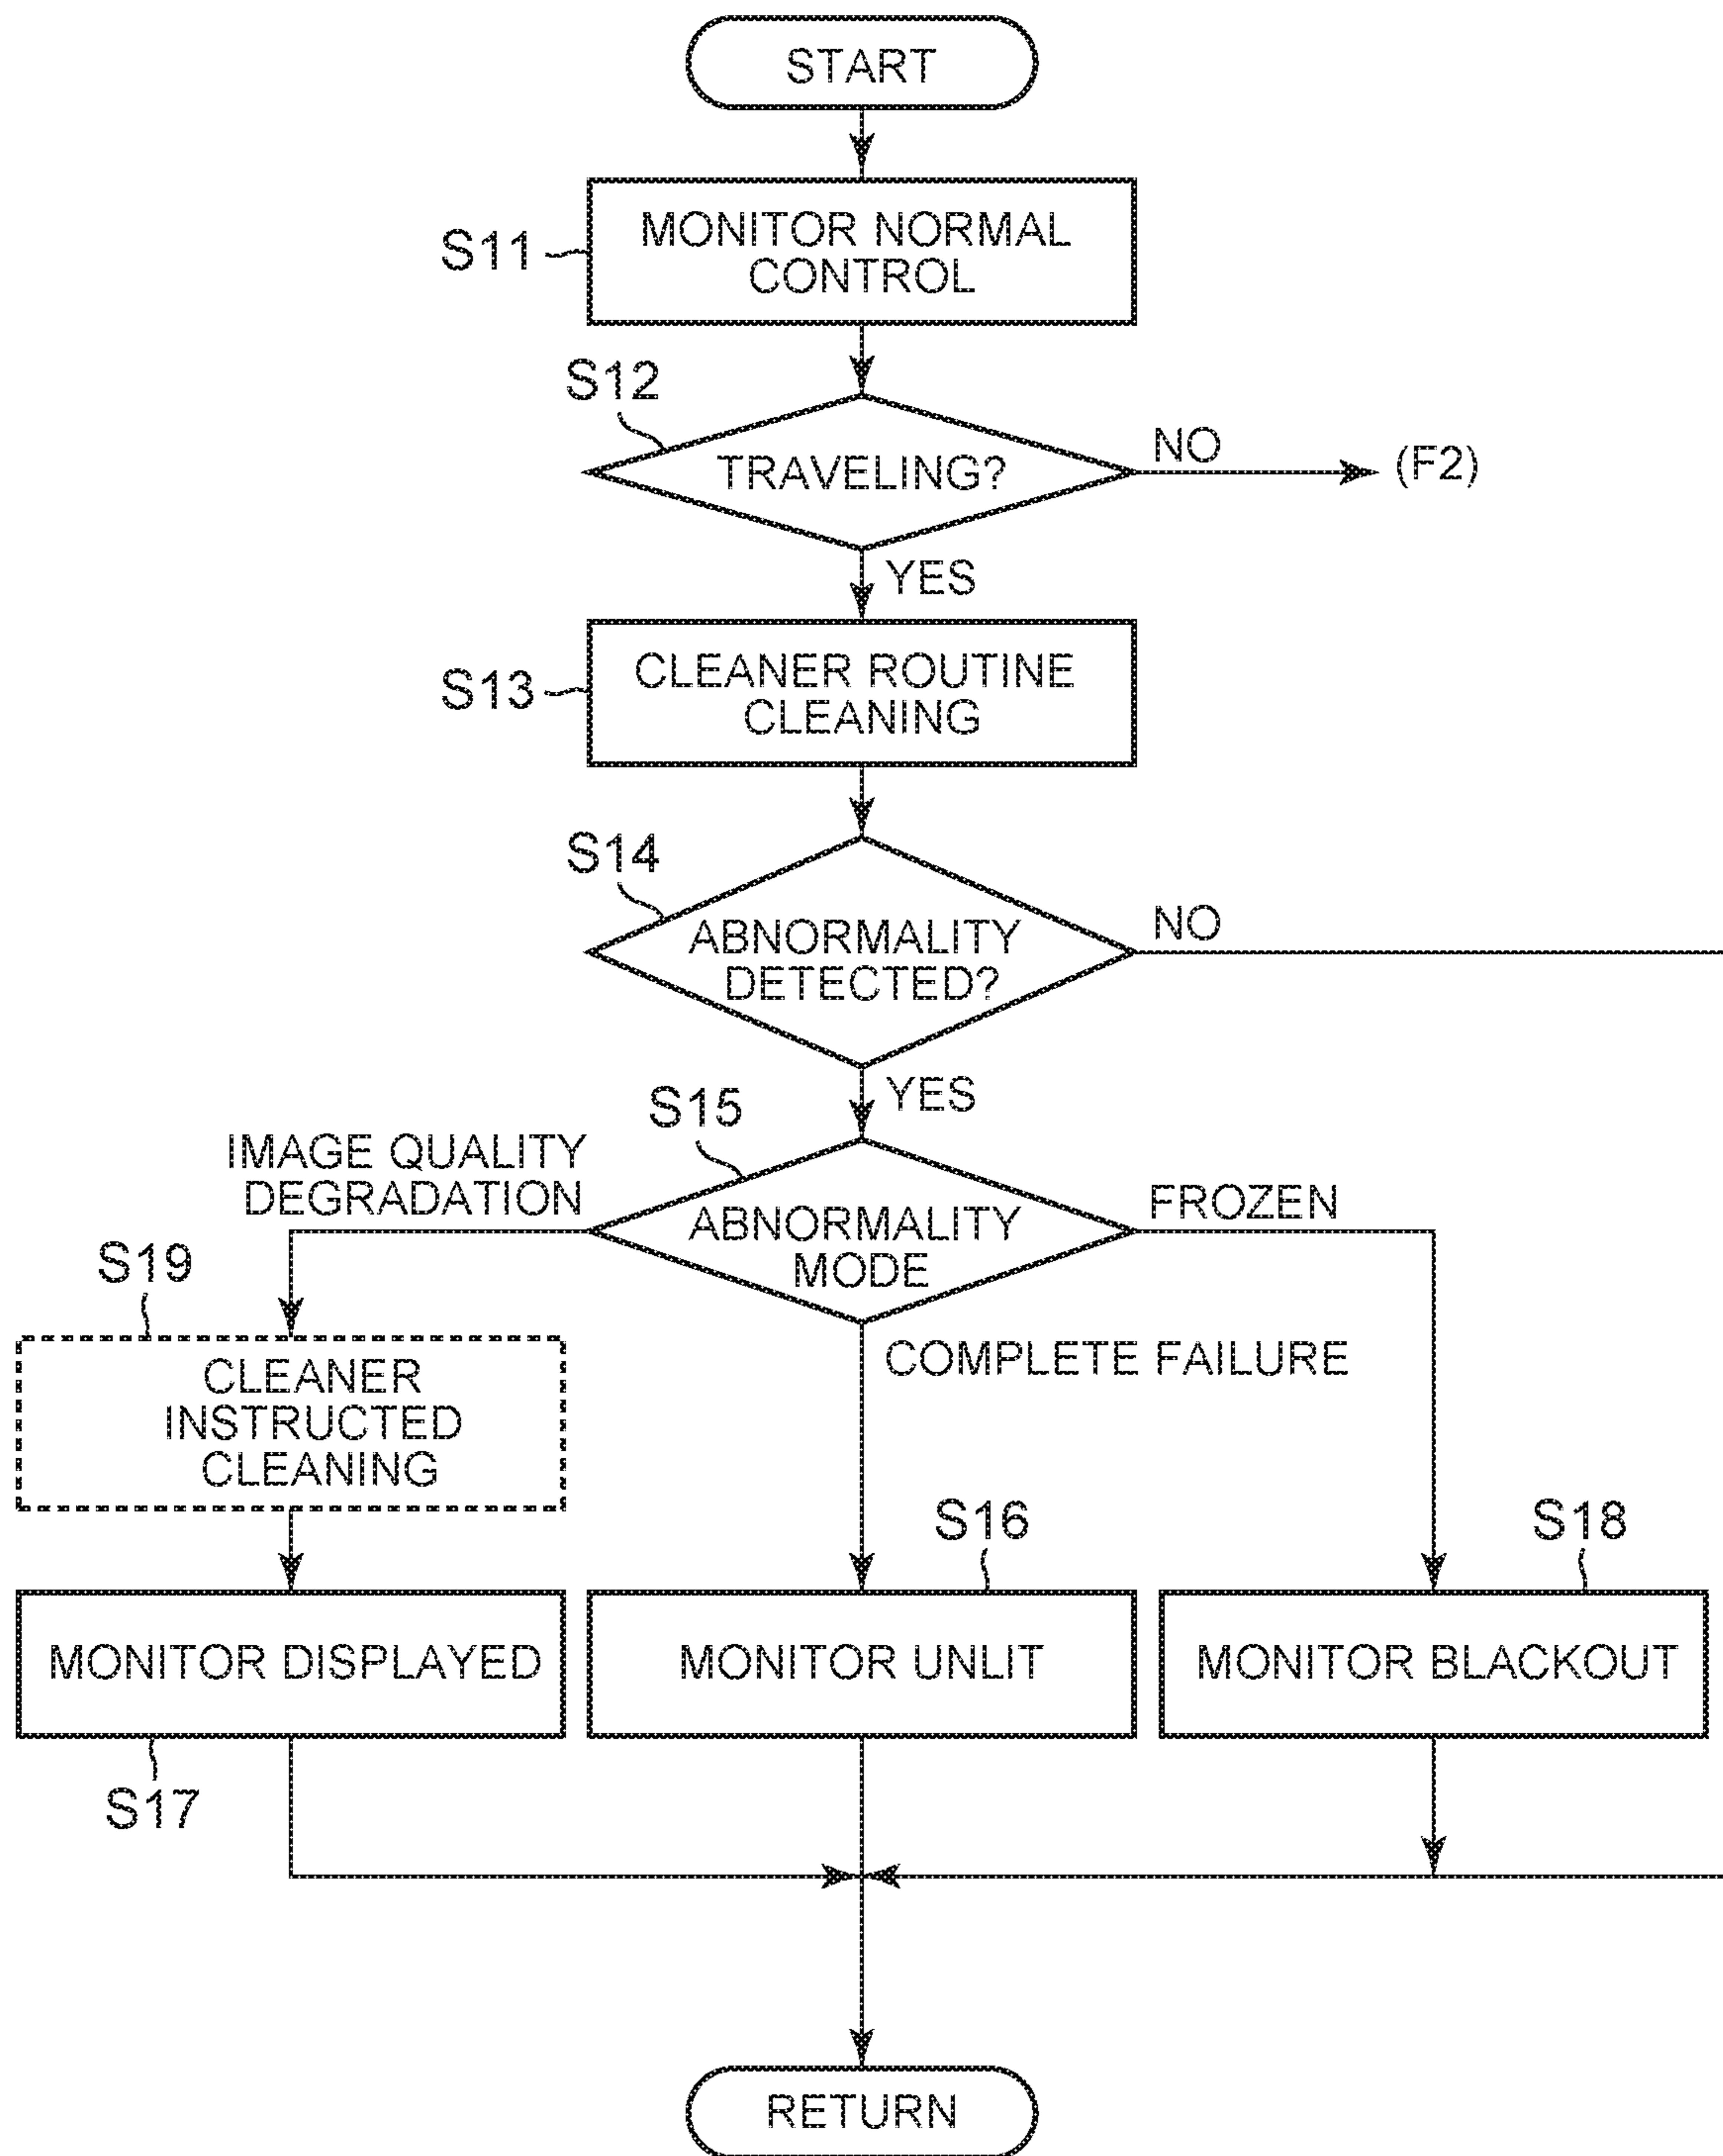 START
S11
MONITOR NORMAL
CONTROL
S12
TRAVELING?
NO
(F2)
YES
S13
CLEANER ROUTINE
CLEANING
S14
ABNORMALITY
DETECTED?
NO
YES
S15
IMAGE QUALITY
DEGRADATION
ABNORMALITY
MODE
FROZEN
S19
CLEANER
INSTRUCTED
CLEANING
COMPLETE FAILURE
S16
S18
MONITOR DISPLAYED
MONITOR UNLIT
MONITOR BLACKOUT
S17
RETURN